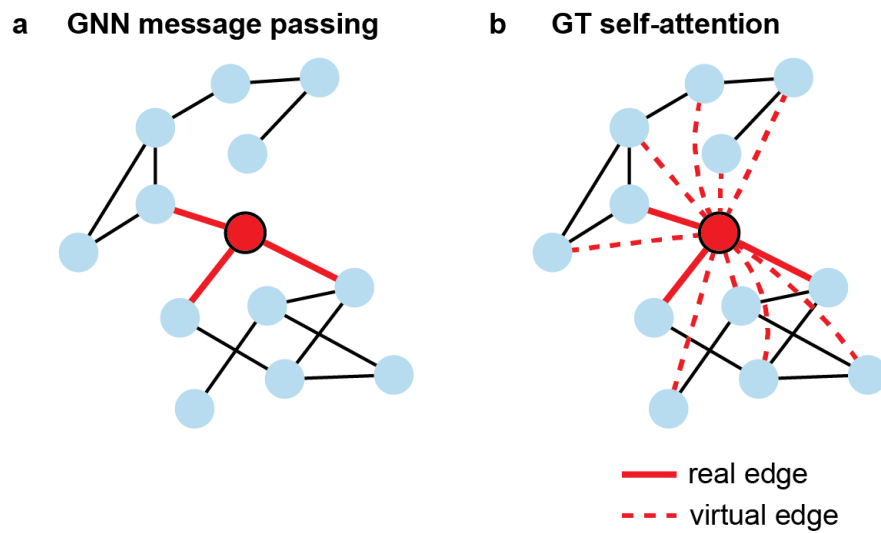 a GNN message passing
b GT self-attention
real edge
virtual edge